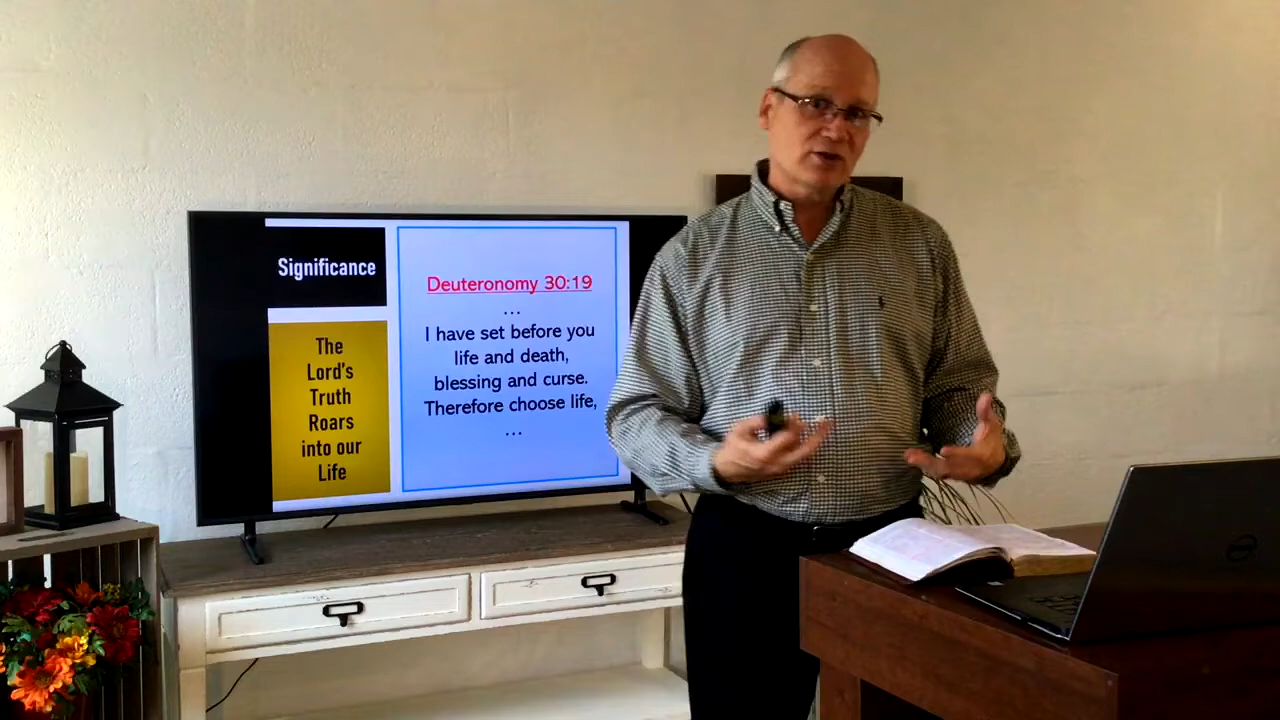 Significance
The
Lord's
Truth
Roars
into our
Life
Deuteronomy 30:19
...
I have set before you
life and death,
blessing and curse.
Therefore choose life,
...
DELL